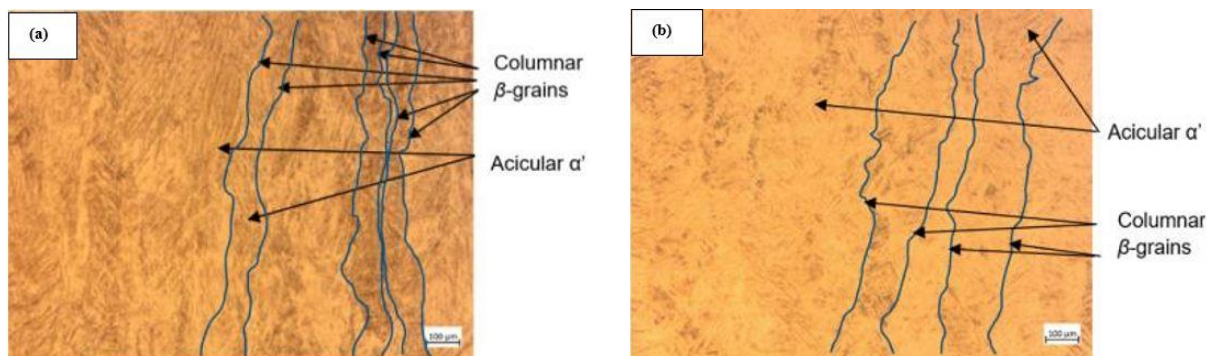 (a)
Columnar
β-grains
Acicular α’
100 μm
(b)
Acicular α’
Columnar
β-grains
100 μm